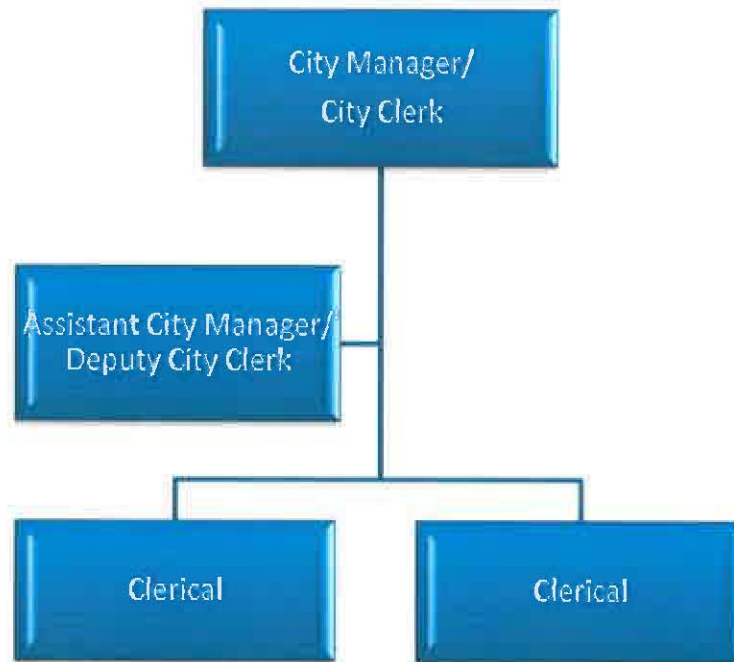 City Manager/
City Clerk
Assistant City Manager/
Deputy City Clerk
Clerical
Clerical